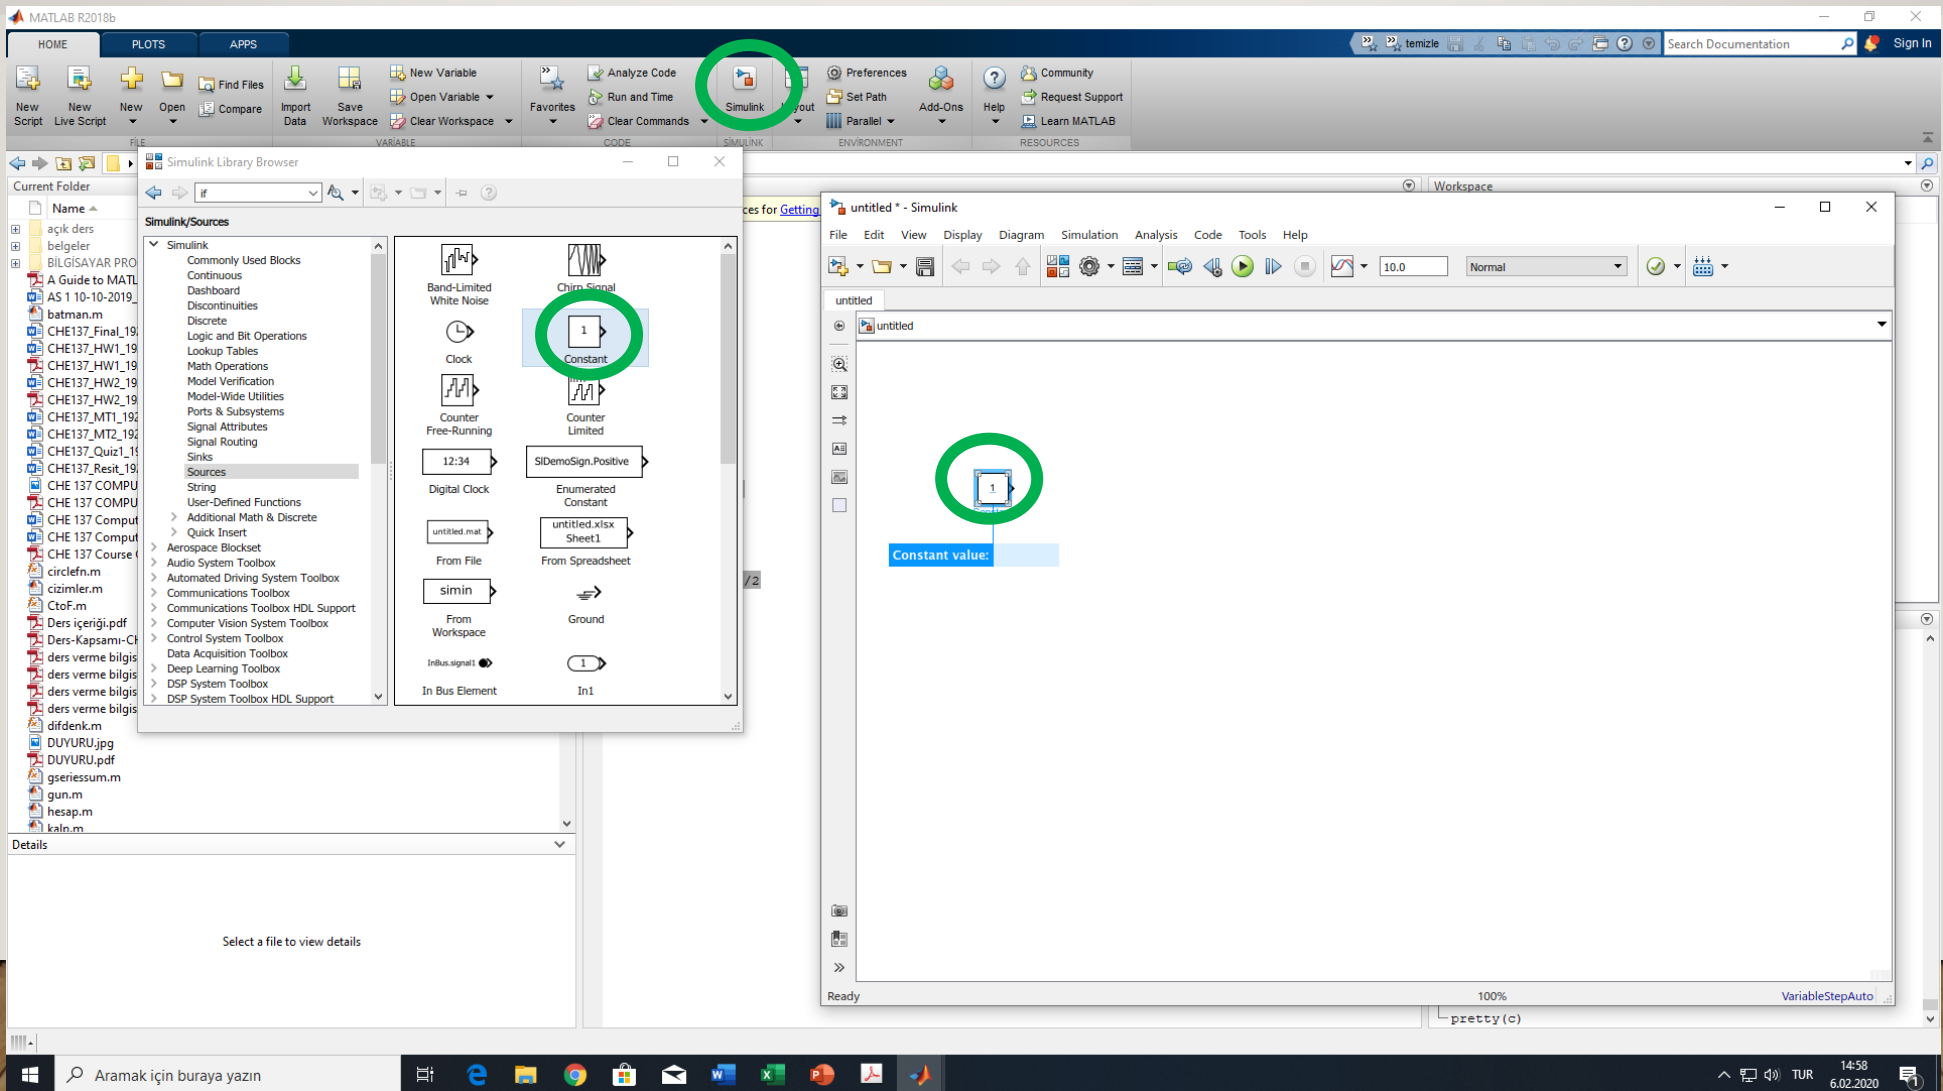 MATLAB R2018b
HOME PLOTS APPS
temizle
Search Documentation
Sign In
New Script
New Live Script
New
Open
Find Files
Compare
Import Data
Save Workspace
New Variable
Open Variable
Clear Workspace
Favorites
Analyze Code
Run and Time
Clear Commands
Simulink
Preferences
Set Path
Parallel
Add-Ons
Help
Community
Request Support
Learn MATLAB
FILE VARIABLE CODE SİMULİNK ENVİRONMENT RESOURCES
Current Folder
Name
açık ders
belgeler
BİLGİSAYAR PRO
A Guide to MATL
AS 1 10-10-2019_
batman.m
CHE137_Final_19
CHE137_HW1_19
CHE137_HW1_19
CHE137_HW2_19
CHE137_HW2_19
CHE137_MT1_192
CHE137_MT2_192
CHE137_Quiz1_19
CHE137_Resit_19
CHE 137 COMPU
CHE 137 COMPU
CHE 137 Comput
CHE 137 Comput
CHE 137 Course
circlefn.m
cizimler.m
CtoF.m
Ders içeriği.pdf
Ders-Kapsamı-CH
ders verme bilgis
ders verme bilgis
ders verme bilgis
ders verme bilgis
difdenk.m
DUYURU.jpg
DUYURU.pdf
gseriessum.m
gun.m
hesap.m
kalp.m
Details
Select a file to view details
Simulink Library Browser
if
Simulink/Sources
Simulink
Commonly Used Blocks
Continuous
Dashboard
Discontinuities
Discrete
Logic and Bit Operations
Lookup Tables
Math Operations
Model Verification
Model-Wide Utilities
Ports & Subsystems
Signal Attributes
Signal Routing
Sinks
Sources
String
User-Defined Functions
Additional Math & Discrete
Quick Insert
Aerospace Blockset
Audio System Toolbox
Automated Driving System Toolbox
Communications Toolbox
Communications Toolbox HDL Support
Computer Vision System Toolbox
Control System Toolbox
Data Acquisition Toolbox
Deep Learning Toolbox
DSP System Toolbox
DSP System Toolbox HDL Support
Band-Limited White Noise
Chirp Signal
Clock
1
Constant
Counter Free-Running
Counter Limited
12:34
Digital Clock
SIDemoSign.Positive
Enumerated Constant
untitled.mat
From File
untitled.xlsx
Sheet1
From Spreadsheet
simin
From Workspace
Ground
InBus.signal1
In Bus Element
1
In1
ces for Getting
/2
Workspace
untitled * - Simulink
File Edit View Display Diagram Simulation Analysis Code Tools Help
10.0
Normal
untitled
untitled
1
Constant value:
Ready
100%
VariableStepAuto
pretty(c)
Aramak için buraya yazın
TUR
14:58
6.02.2020